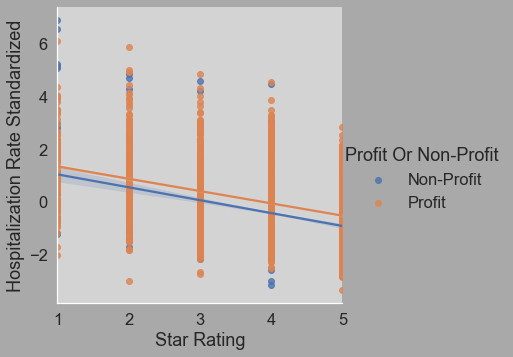 Hospitalization Rate Standardized
6
4
2
0
−2
1 2 3 4 5
Star Rating
Profit Or Non-Profit
Non-Profit
Profit